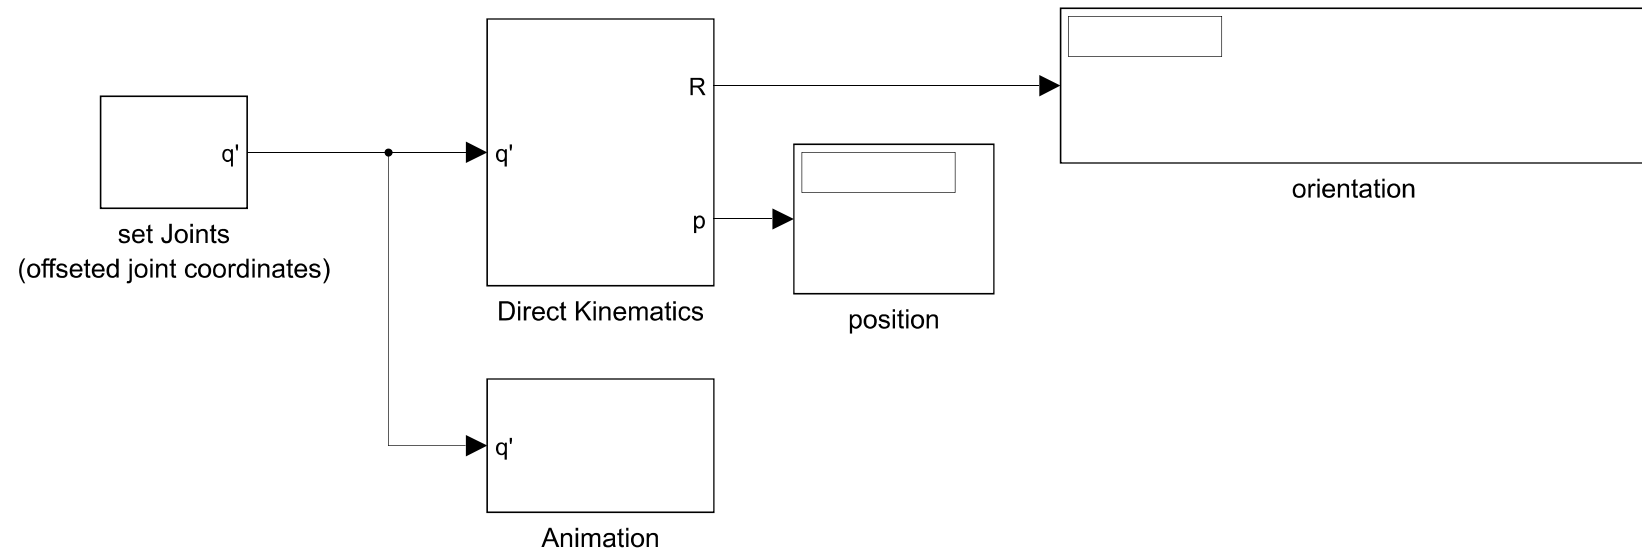 R
orientation
q'
q'
set Joints
(offseted joint coordinates)
p
Direct Kinematics
position
q'
Animation